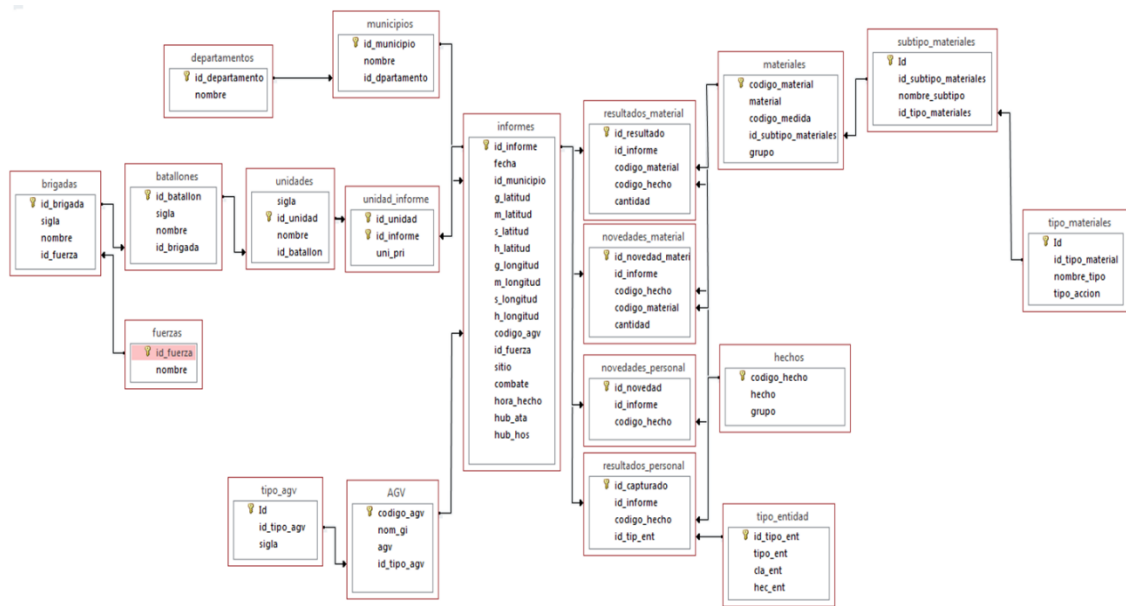 municipios
id_municipio
nombre
id_dpartamento
departamentos
id_departamento
nombre
brigadas
id_brigada
sigla
nombre
id_fuerza
batallones
id_batallon
sigla
nombre
id_brigada
unidades
sigla
id_unidad
nombre
id_batallon
unidad_informe
id_unidad
id_informe
uni_pri
fuerzas
id_fuerza
nombre
informes
id_informe
fecha
id_municipio
g_latitud
m_latitud
s_latitud
h_latitud
g_longitud
m_longitud
s_longitud
h_longitud
codigo_agv
id_fuerza
sitio
combate
hora_hecho
hub_ata
hub_hos
tipo_agv
Id
id_tipo_agv
sigla
AGV
codigo_agv
nom_gi
agv
id_tipo_agv
resultados_material
id_resultado
id_informe
codigo_material
codigo_hecho
cantidad
novedades_material
id_novedad_materi
id_informe
codigo_hecho
codigo_material
cantidad
novedades_personal
id_novedad
id_informe
codigo_hecho
resultados_personal
id_capturado
id_informe
codigo_hecho
id_tip_ent
materiales
codigo_material
material
codigo_medida
id_subtipo_materiales
grupo
subtipo_materiales
Id
id_subtipo_materiales
nombre_subtipo
id_tipo_materiales
tipo_materiales
Id
id_tipo_material
nombre_tipo
tipo_accion
hechos
codigo_hecho
hecho
grupo
tipo_entidad
id_tipo_ent
tipo_ent
cla_ent
hec_ent